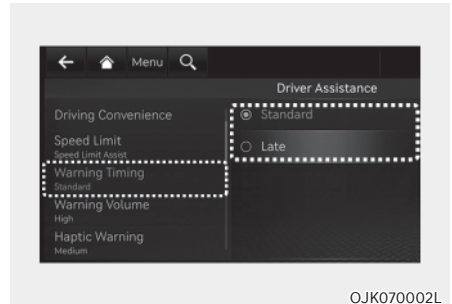 Menu
Driver Assistance
Driving Convenience
Speed Limit
Speed Limit Assist
Warning Timing
Standard
Warning Volume
High
Haptic Warning
Medium
Standard
Late
OJK070002L